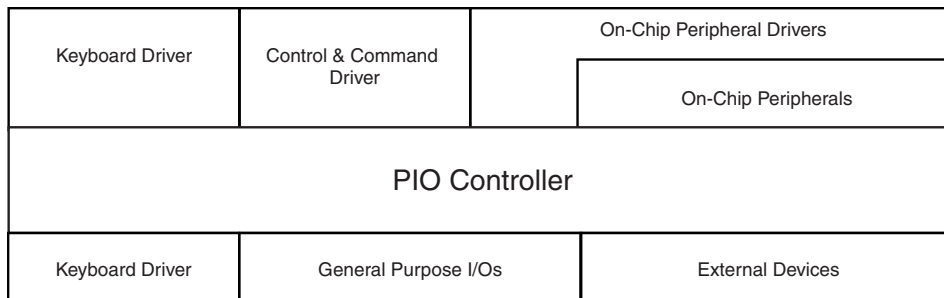 Keyboard Driver
Control & Command
Driver
On-Chip Peripheral Drivers
On-Chip Peripherals
PIO Controller
Keyboard Driver
General Purpose I/Os
External Devices